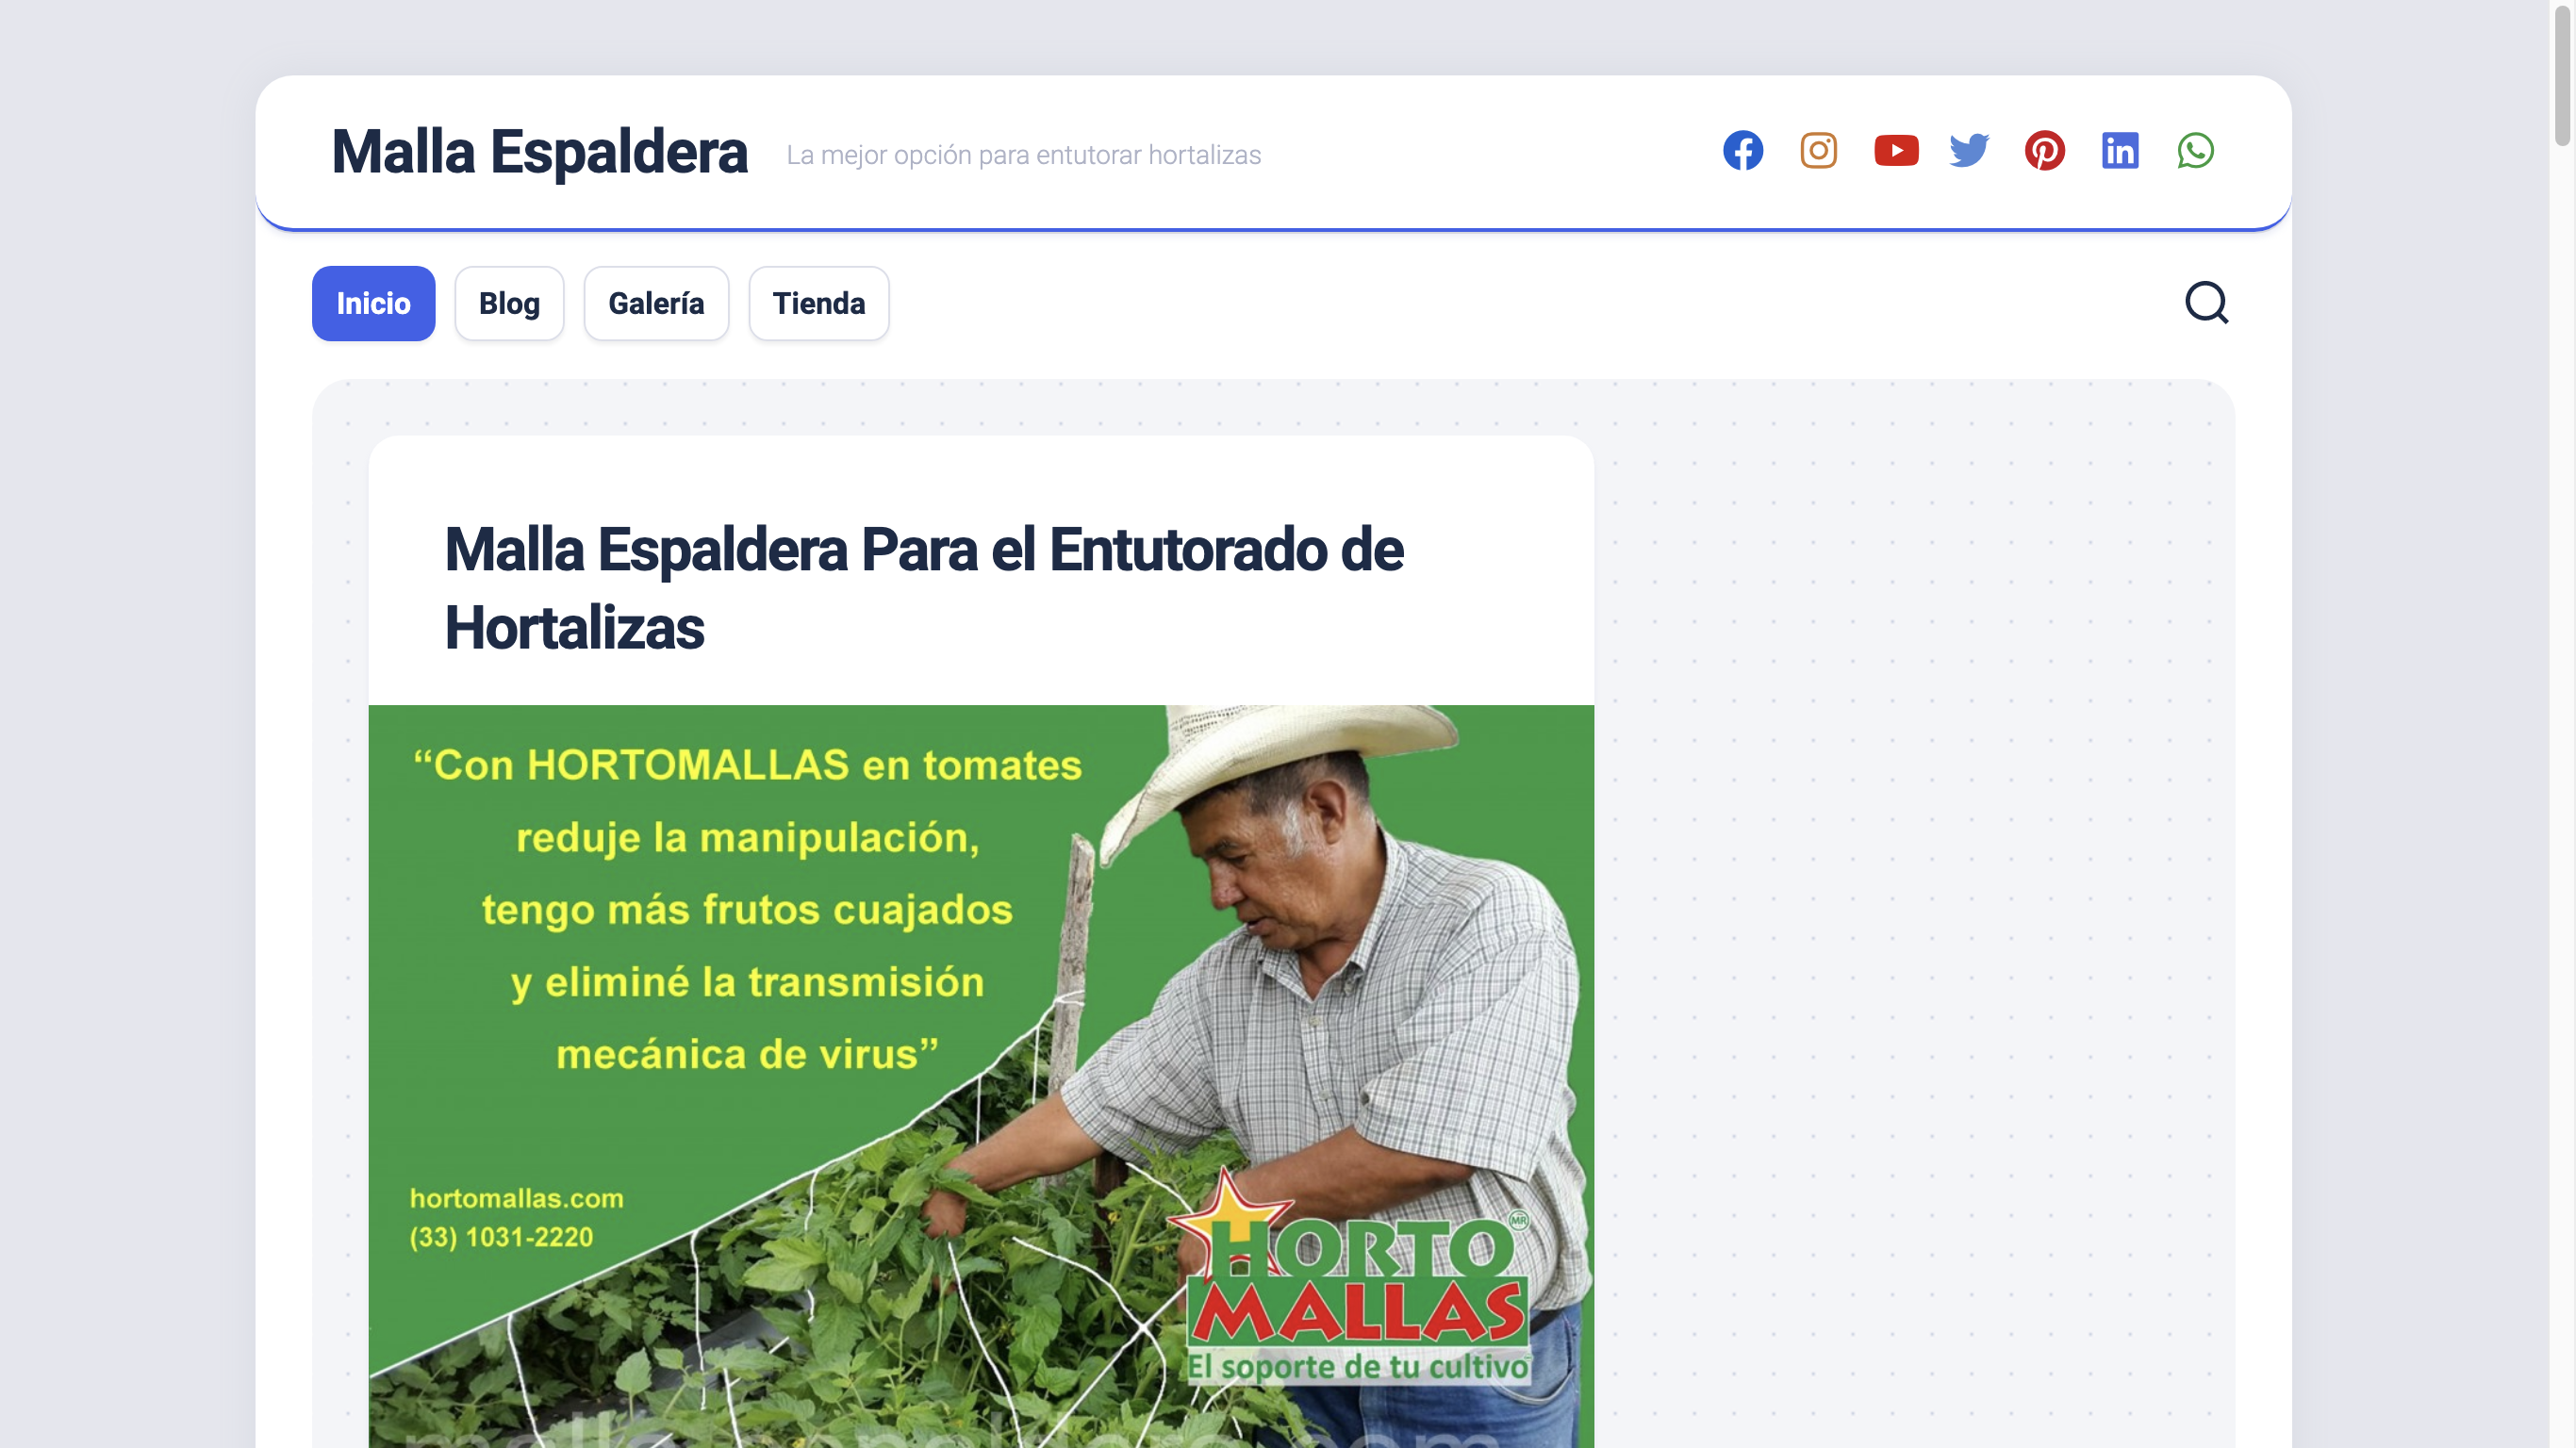 Malla Espaldera
La mejor opción para entutorar hortalizas
Inicio
Blog
Galería
Tienda
Malla Espaldera Para el Entutorado de
Hortalizas
“Con HORTOMALLAS en tomates
reduje la manipulación,
tengo más frutos cuajados
y eliminé la transmisión
mecánica de virus”
hortomallas.com
(33) 1031-2220
HORTO MR
MALLAS
El soporte de tu cultivo